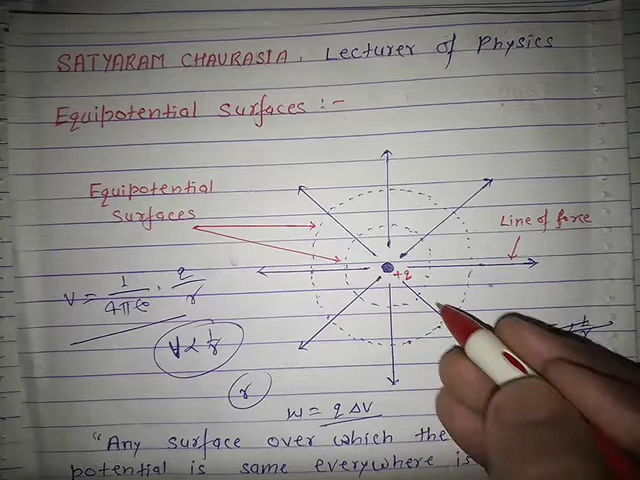 SATYARAM CHAURASIA, Lecturer of Physics
Equipotential Surfaces :-
Equipotential
surfaces
Line of force
+q
V = 1/4πε . q/r
V ∝ 1/r
r
W = q ΔV
"Any surface over which the
potential is same everywhere is